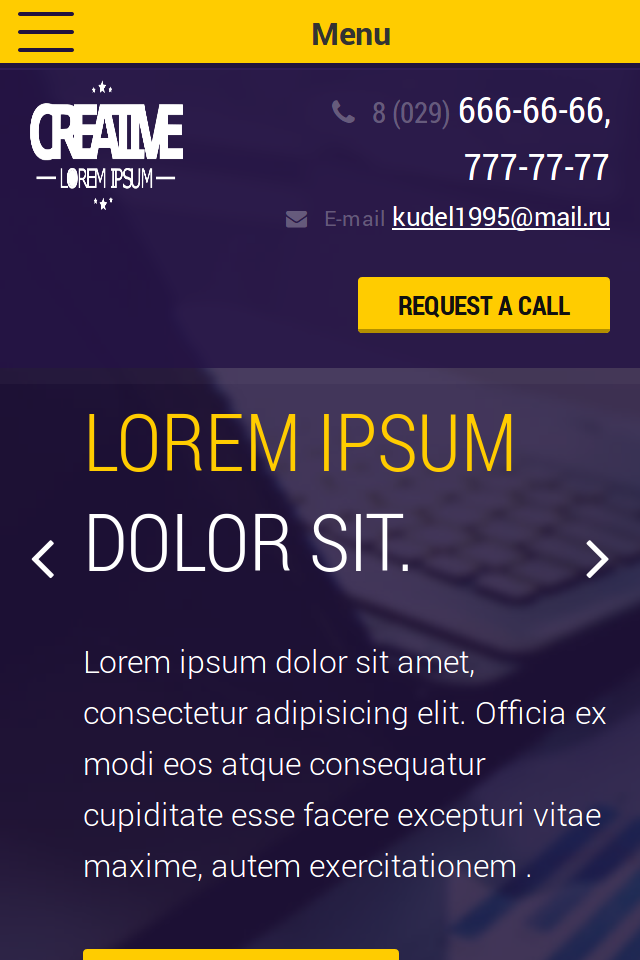 Menu
CREATIVE
LOREM IPSUM
8 (029) 666-66-66,
777-77-77
E-mail kudel1995@mail.ru
REQUEST A CALL
LOREM IPSUM
DOLOR SIT.
Lorem ipsum dolor sit amet,
consectetur adipisicing elit. Officia ex
modi eos atque consequatur
cupiditate esse facere excepturi vitae
maxime, autem exercitationem .